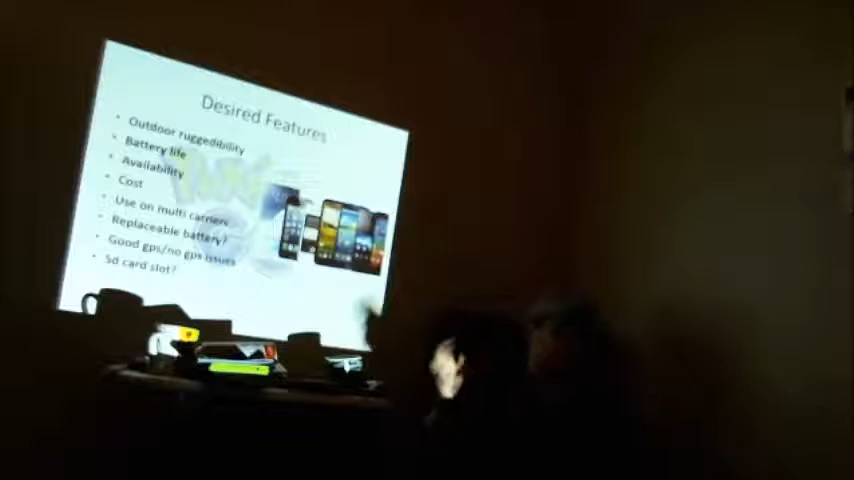 Desired Features
• Outdoor ruggedibility
• Battery life
• Availability
• Cost
• Use on multi carriers
• Replaceable battery?
• Good gps/no gps issues
• Sd card slot?